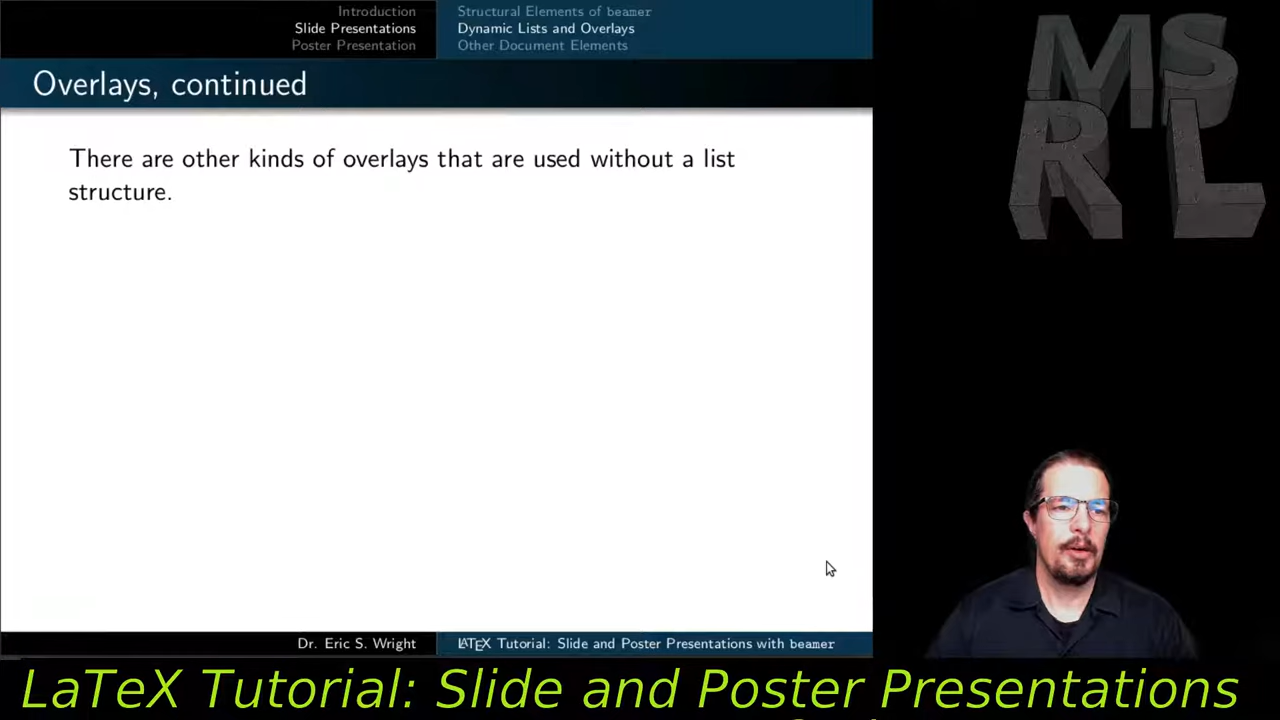 Introduction
Slide Presentations
Poster Presentation
Structural Elements of beamer
Dynamic Lists and Overlays
Other Document Elements
Overlays, continued
There are other kinds of overlays that are used without a list
structure.
Dr. Eric S. Wright
LATEX Tutorial: Slide and Poster Presentations with beamer
MS
RL
LaTeX Tutorial: Slide and Poster Presentations